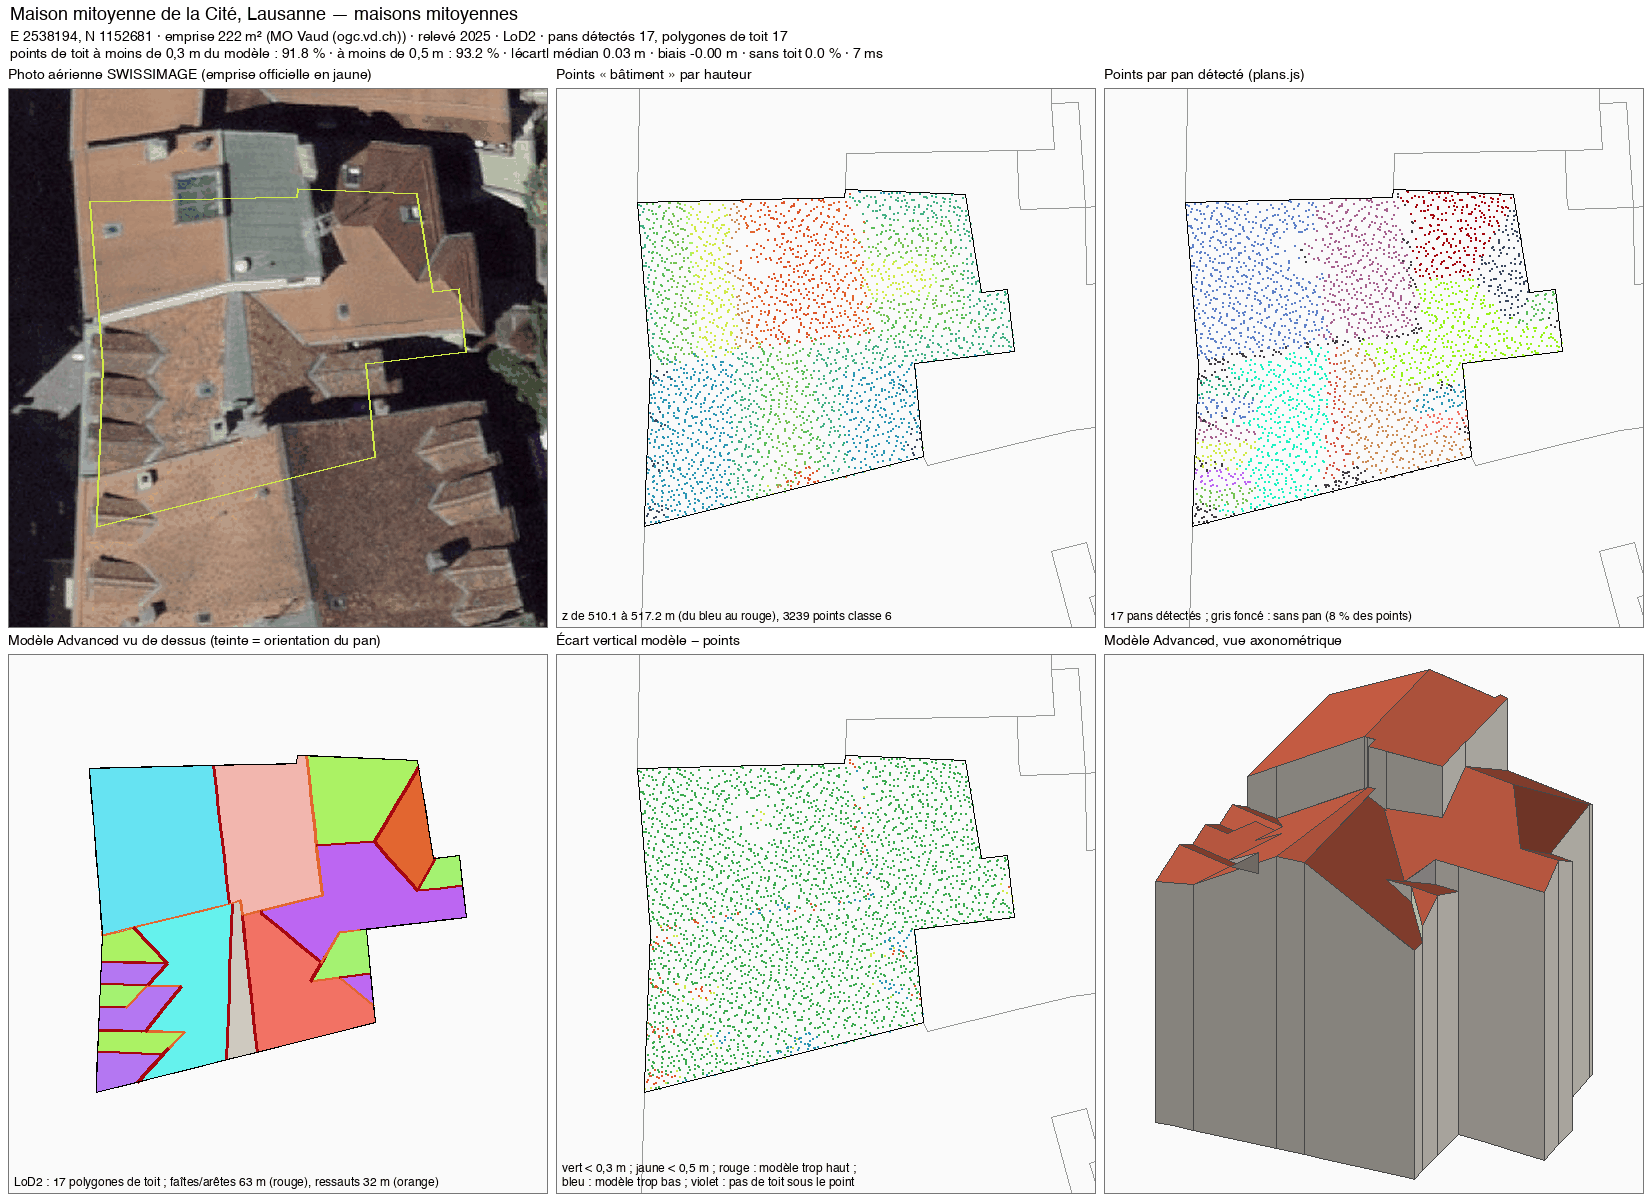 Maison mitoyenne de la Cité, Lausanne — maisons mitoyennes
E 2538194, N 1152681 · emprise 222 m² (MO Vaud (ogc.vd.ch)) · relevé 2025 · LoD2 · pans détectés 17, polygones de toit 17
points de toit à moins de 0,3 m du modèle : 91.8 % · à moins de 0,5 m : 93.2 % · |écart| médian 0.03 m · biais -0.00 m · sans toit 0.0 % · 7 ms
Photo aérienne SWISSIMAGE (emprise officielle en jaune)
Points « bâtiment » par hauteur
Points par pan détecté (plans.js)
z de 510.1 à 517.2 m (du bleu au rouge), 3239 points classe 6
17 pans détectés ; gris foncé : sans pan (8 % des points)
Modèle Advanced vu de dessus (teinte = orientation du pan)
Écart vertical modèle – points
Modèle Advanced, vue axonométrique
LoD2 : 17 polygones de toit ; faîtes/arêtes 63 m (rouge), ressauts 32 m (orange)
vert < 0,3 m ; jaune < 0,5 m ; rouge : modèle trop haut ;
bleu : modèle trop bas ; violet : pas de toit sous le point